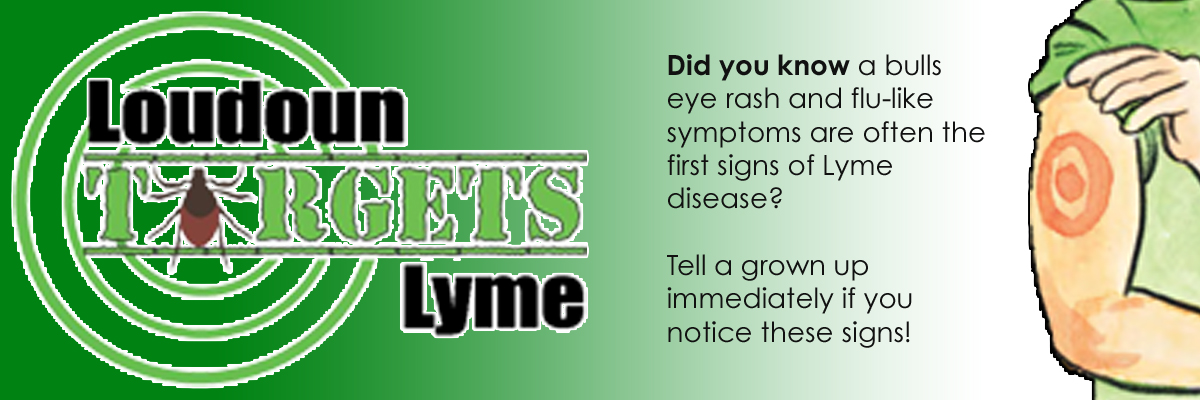 Loudoun
TARGETS
Lyme
Did you know a bulls
eye rash and flu-like
symptoms are often the
first signs of Lyme
disease?
Tell a grown up
immediately if you
notice these signs!